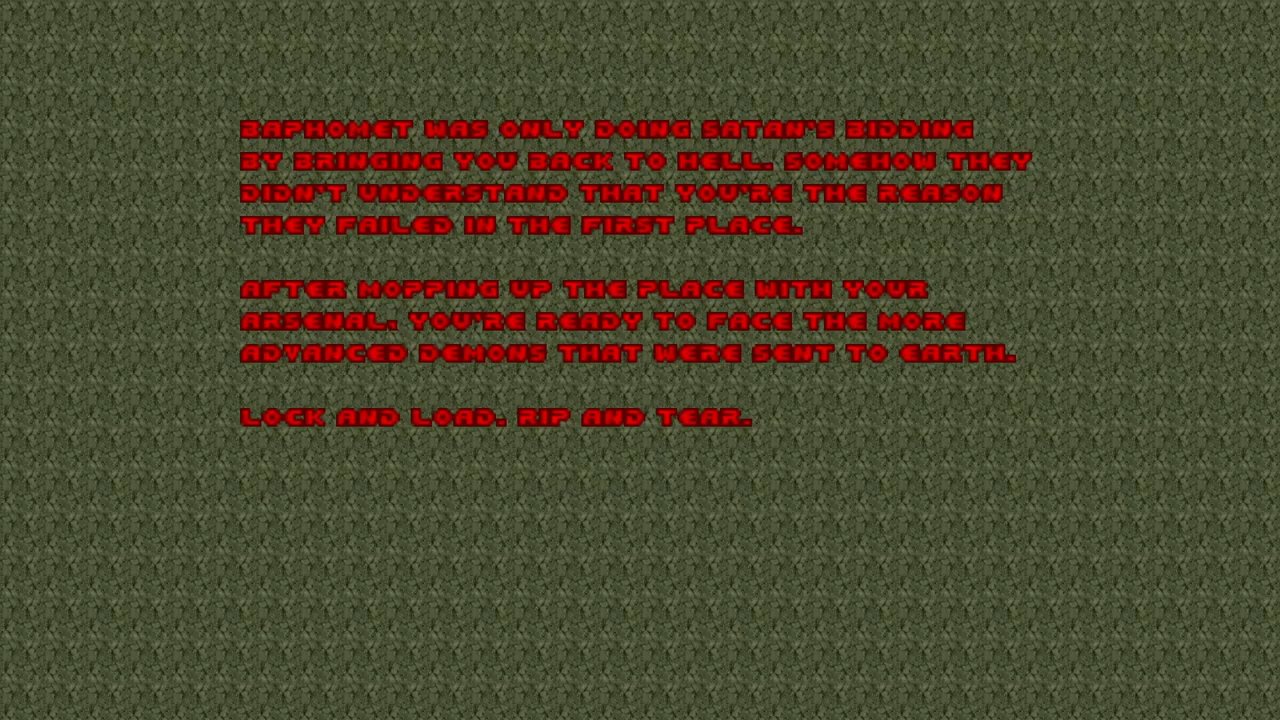 BAPHOMET WAS ONLY DOING SATAN'S BIDDING
BY BRINGING YOU BACK TO HELL. SOMEHOW THEY
DIDN'T UNDERSTAND THAT YOU'RE THE REASON
THEY FAILED IN THE FIRST PLACE.
AFTER MOPPING UP THE PLACE WITH YOUR
ARSENAL, YOU'RE READY TO FACE THE MORE
ADVANCED DEMONS THAT WERE SENT TO EARTH.
LOCK AND LOAD. RIP AND TEAR.